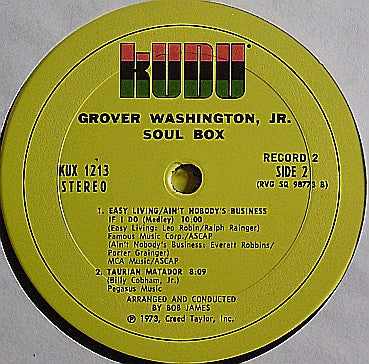 KUDU
GROVER WASHINGTON, JR.
SOUL BOX
KUX 1213
STEREO
RECORD 2
SIDE 2
(RVG SQ 98773 B)
1. EASY LIVING/AIN'T NOBODY'S BUSINESS
IF I DO (Medley) 10:00
(Easy Living: Leo Robin/Ralph Rainger)
Famous Music Corp./ASCAP
(Ain't Nobody's Business: Everett Robbins/
Porter Grainger)
MCA Music/ASCAP
2. TAURIAN MATADOR 8:09
(Billy Cobham, Jr.)
Pegasus Music
ARRANGED AND CONDUCTED
BY BOB JAMES
℗ 1973, Creed Taylor, Inc.